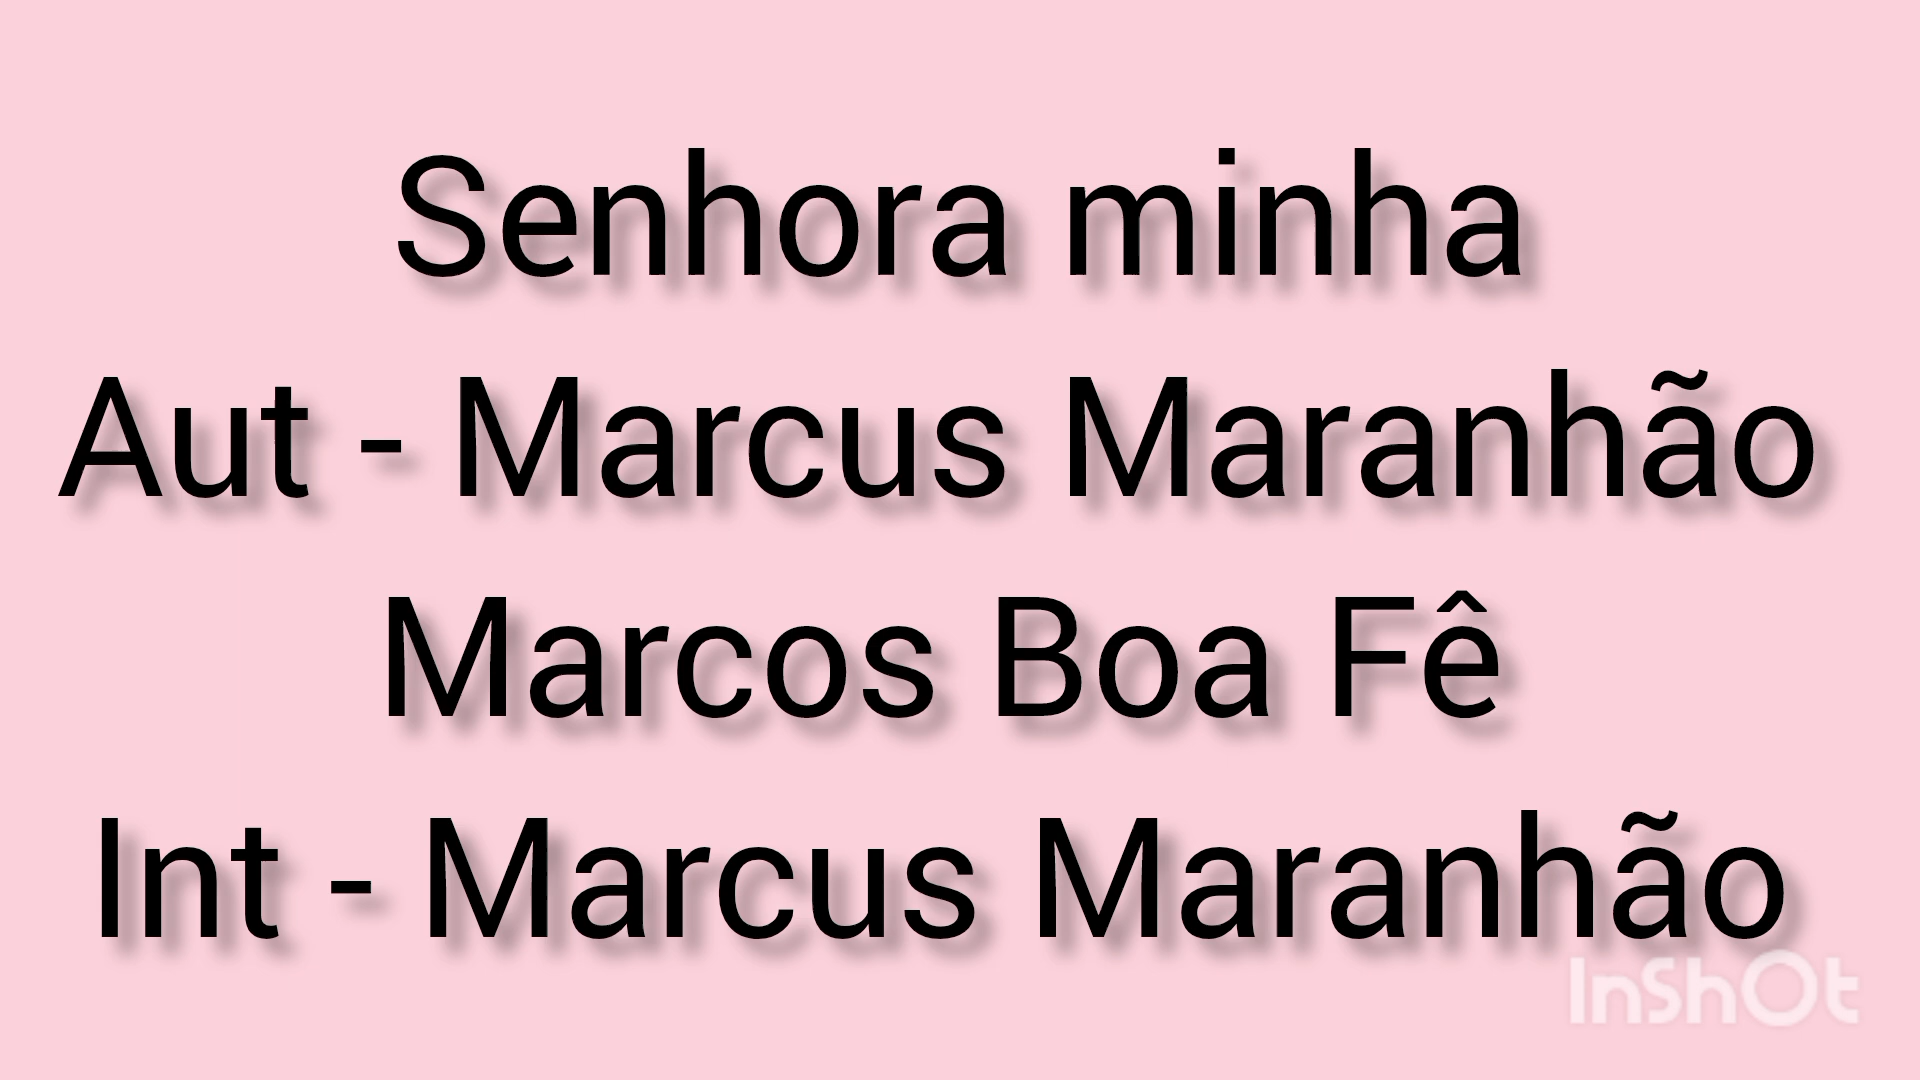 Senhora minha
Aut - Marcus Maranhão
Marcos Boa Fê
Int - Marcus Maranhão
InShOt